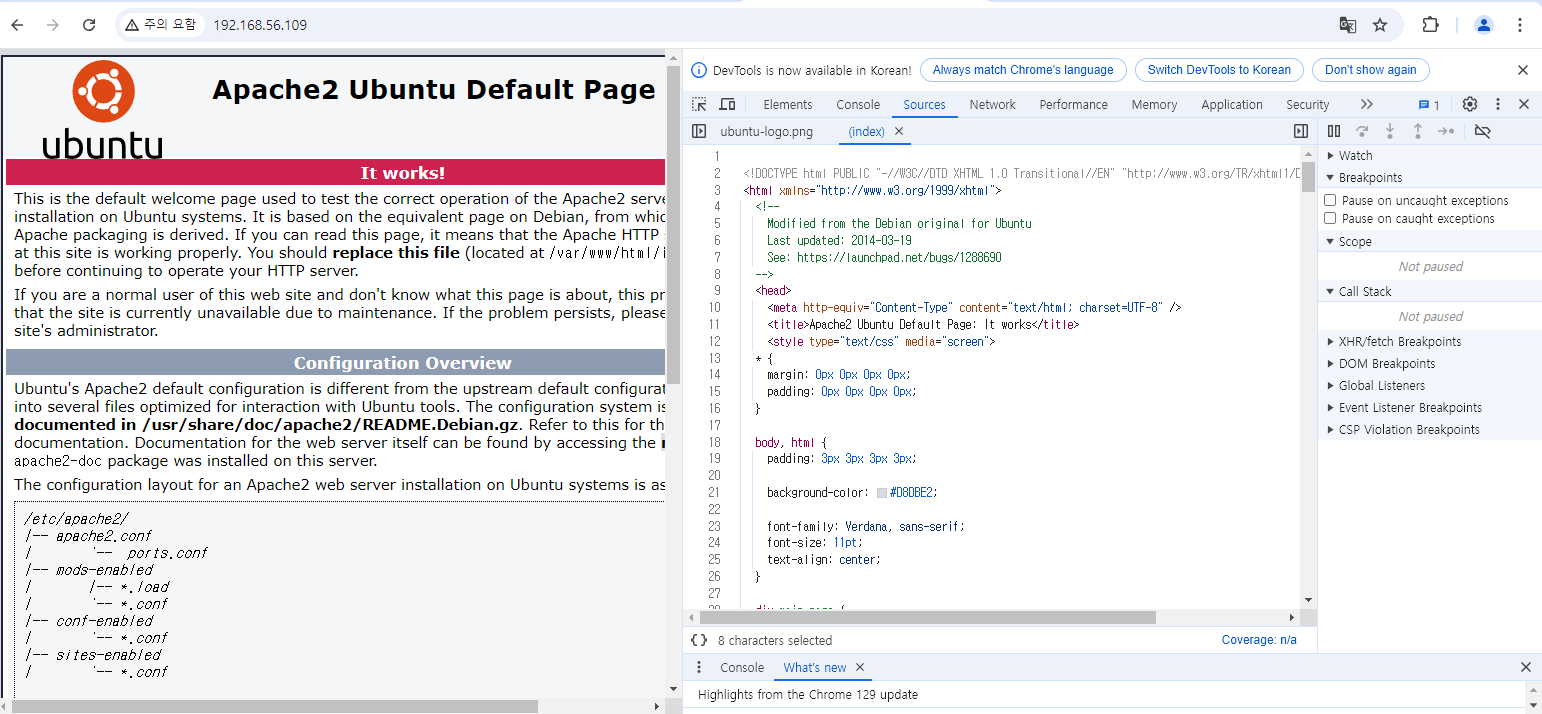 주의 요함 192.168.56.109
ubuntu
Apache2 Ubuntu Default Page
It works!
This is the default welcome page used to test the correct operation of the Apache2 serve
installation on Ubuntu systems. It is based on the equivalent page on Debian, from whic
Apache packaging is derived. If you can read this page, it means that the Apache HTTP
at this site is working properly. You should replace this file (located at /var/www/html/i
before continuing to operate your HTTP server.
If you are a normal user of this web site and don't know what this page is about, this pr
that the site is currently unavailable due to maintenance. If the problem persists, please
site's administrator.
Configuration Overview
Ubuntu's Apache2 default configuration is different from the upstream default configurat
into several files optimized for interaction with Ubuntu tools. The configuration system is
documented in /usr/share/doc/apache2/README.Debian.gz. Refer to this for th
documentation. Documentation for the web server itself can be found by accessing the
apache2-doc package was installed on this server.
The configuration layout for an Apache2 web server installation on Ubuntu systems is as
/etc/apache2/
|-- apache2.conf
|       `--  ports.conf
|-- mods-enabled
|       |-- *.load
|       `-- *.conf
|-- conf-enabled
|       `-- *.conf
|-- sites-enabled
|       `-- *.conf
DevTools is now available in Korean! Always match Chrome's language Switch DevTools to Korean Don't show again
Elements Console Sources Network Performance Memory Application Security 1
ubuntu-logo.png (index)
1
2 <!DOCTYPE html PUBLIC "-//W3C//DTD XHTML 1.0 Transitional//EN" "http://www.w3.org/TR/xhtml1/D
3 <html xmlns="http://www.w3.org/1999/xhtml">
4 <!--
5 Modified from the Debian original for Ubuntu
6 Last updated: 2014-03-19
7 See: https://launchpad.net/bugs/1288690
8 -->
9 <head>
10 <meta http-equiv="Content-Type" content="text/html; charset=UTF-8" />
11 <title>Apache2 Ubuntu Default Page: It works</title>
12 <style type="text/css" media="screen">
13 * {
14 margin: 0px 0px 0px 0px;
15 padding: 0px 0px 0px 0px;
16 }
17
18 body, html {
19 padding: 3px 3px 3px 3px;
20
21 background-color: #D8DBE2;
22
23 font-family: Verdana, sans-serif;
24 font-size: 11pt;
25 text-align: center;
26 }
27
{} 8 characters selected Coverage: n/a
Watch
Breakpoints
Pause on uncaught exceptions
Pause on caught exceptions
Scope
Not paused
Call Stack
Not paused
XHR/fetch Breakpoints
DOM Breakpoints
Global Listeners
Event Listener Breakpoints
CSP Violation Breakpoints
Console What's new
Highlights from the Chrome 129 update